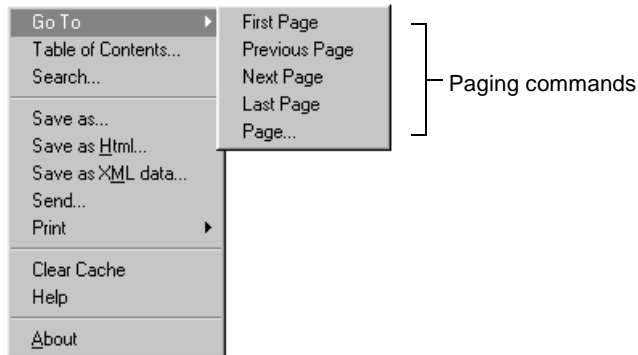 Go To
Table of Contents...
Search...
Save as...
Save as Html...
Save as XML data...
Send...
Print
Clear Cache
Help
About
First Page
Previous Page
Next Page
Last Page
Page...
Paging commands